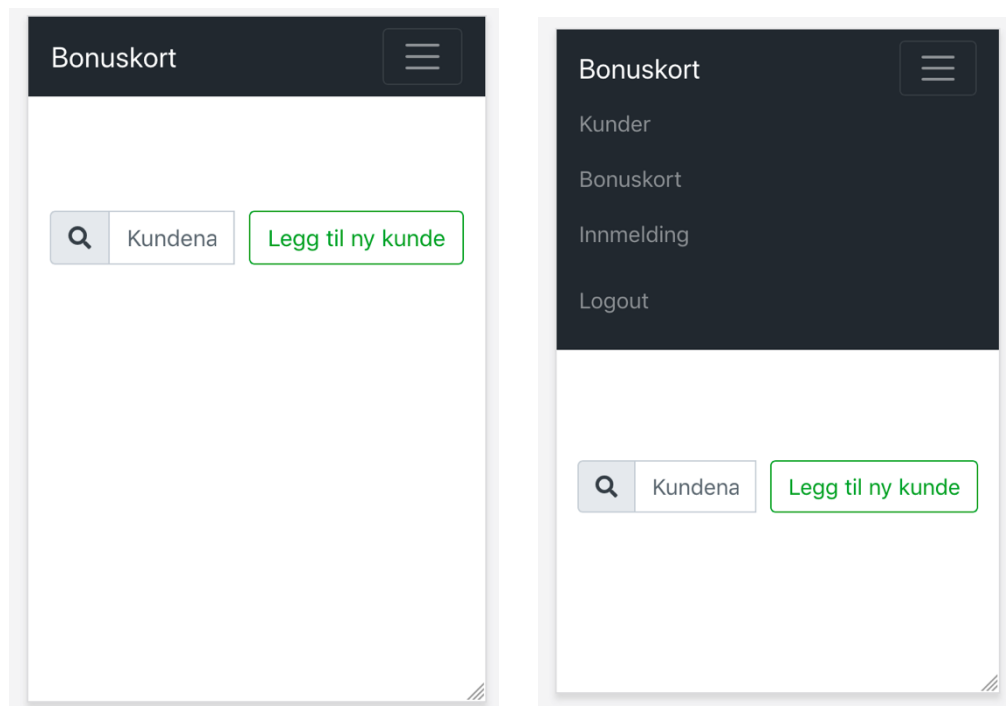 Bonuskort
Kundena
Legg til ny kunde
Bonuskort
Kunder
Bonuskort
Innmelding
Logout
Kundena
Legg til ny kunde